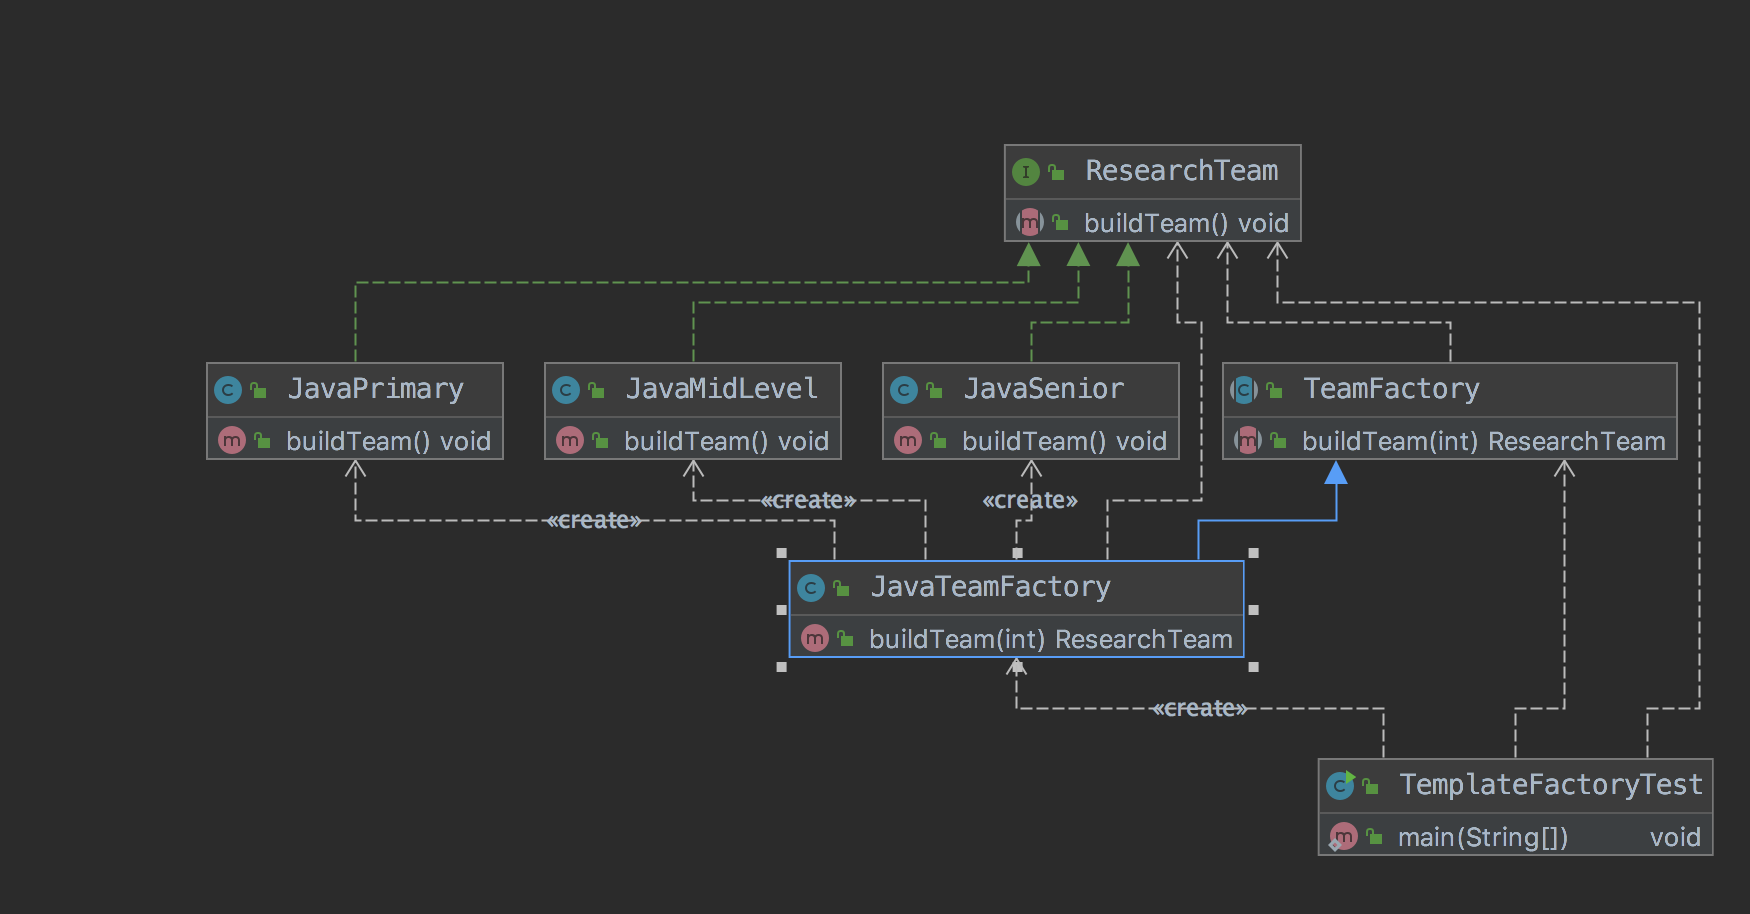 I ResearchTeam
m buildTeam() void
C JavaPrimary
m buildTeam() void
C JavaMidLevel
m buildTeam() void
C JavaSenior
m buildTeam() void
C TeamFactory
m buildTeam(int) ResearchTeam
«create»
«create»
«create»
C JavaTeamFactory
m buildTeam(int) ResearchTeam
«create»
C TemplateFactoryTest
m main(String[]) void